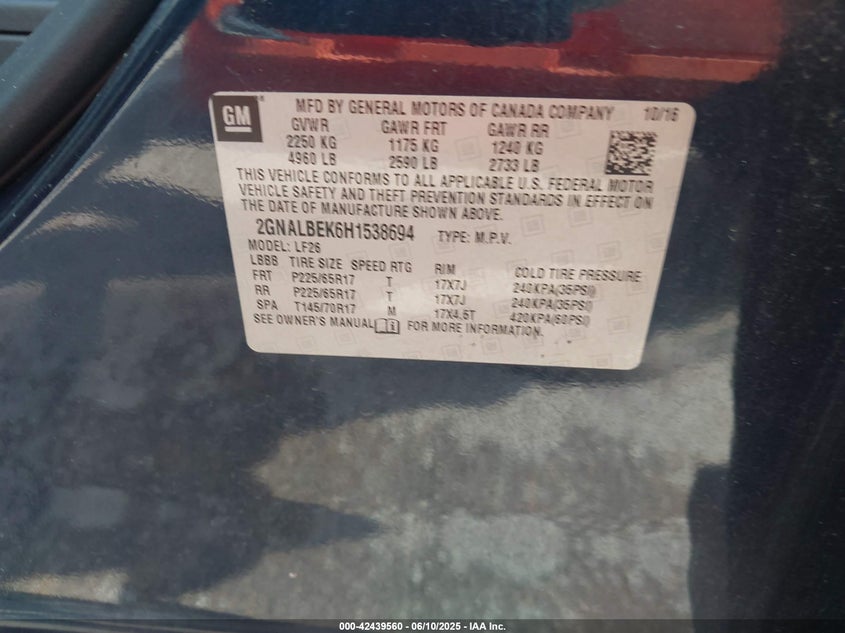 GM
MFD BY GENERAL MOTORS OF CANADA COMPANY 10/16
GVWR GAWR FRT GAWR RR
2250 KG 1175 KG 1240 KG
4960 LB 2590 LB 2733 LB
THIS VEHICLE CONFORMS TO ALL APPLICABLE U.S. FEDERAL MOTOR
VEHICLE SAFETY AND THEFT PREVENTION STANDARDS IN EFFECT ON
THE DATE OF MANUFACTURE SHOWN ABOVE.
2GNALBEK6H1538694 TYPE: M.P.V.
MODEL: LF26
LBBB TIRE SIZE SPEED RTG RIM COLD TIRE PRESSURE
FRT P225/65R17 T 17X7J 240KPA(35PSI)
RR P225/65R17 T 17X7J 240KPA(35PSI)
SPA T145/70R17 M 17X4.5T 420KPA(60PSI)
SEE OWNER'S MANUAL FOR MORE INFORMATION.
000-42439560 - 06/10/2025 - IAA Inc.